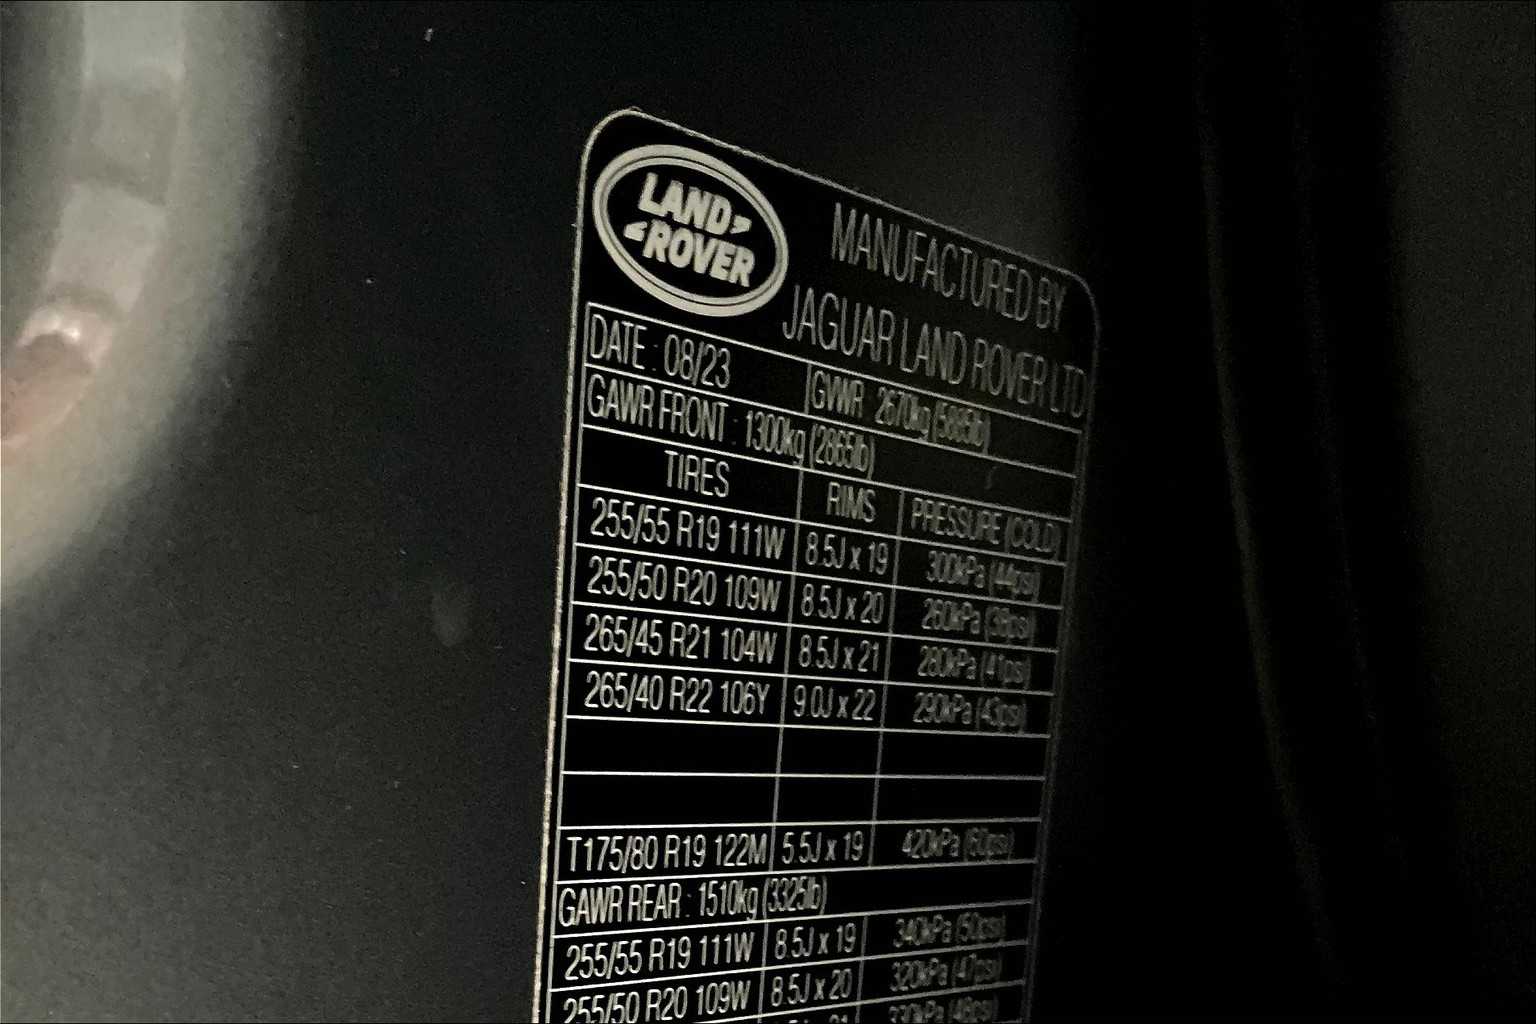 LAND
ROVER
MANUFACTURED BY
JAGUAR LAND ROVER LTD
DATE : 08/23 GVWR : 2670kg (5885lb)
GAWR FRONT : 1300kg (2865lb)
TIRES RIMS PRESSURE (COLD)
255/55 R19 111W 8.5J x 19 300kPa (44psi)
255/50 R20 109W 8.5J x 20 260kPa (38psi)
265/45 R21 104W 8.5J x 21 280kPa (41psi)
265/40 R22 106Y 9.0J x 22 290kPa (43psi)
T175/80 R19 122M 5.5J x 19 420kPa (60psi)
GAWR REAR : 1510kg (3325lb)
255/55 R19 111W 8.5J x 19 340kPa (50psi)
255/50 R20 109W 8.5J x 20 320kPa (47psi)
330kPa (48psi)